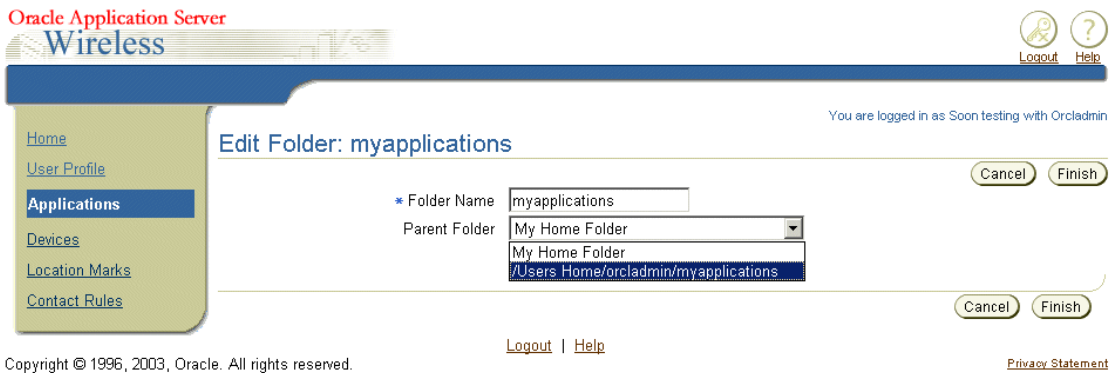 Oracle Application Server
Wireless
Logout Help
You are logged in as Soon testing with Orcladmin
Home
User Profile
Applications
Devices
Location Marks
Contact Rules
Edit Folder: myapplications
Cancel Finish
* Folder Name myapplications
Parent Folder My Home Folder
My Home Folder
/Users Home/orcladmin/myapplications
Cancel Finish
Logout | Help
Copyright © 1996, 2003, Oracle. All rights reserved.
Privacy Statement